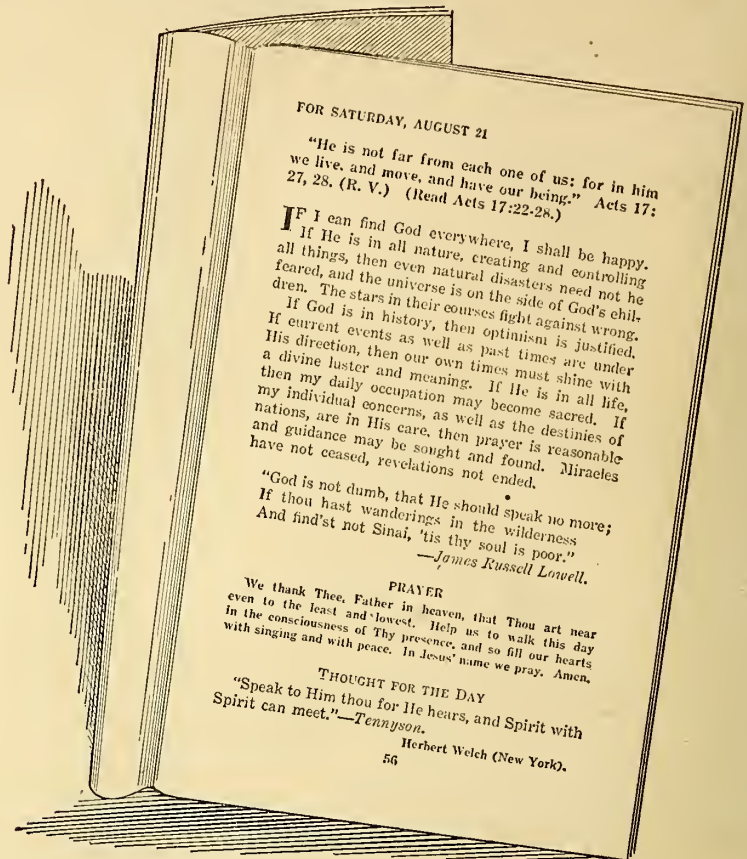 FOR SATURDAY, AUGUST 21
"He is not far from each one of us: for in him
we live, and move, and have our being." Acts 17:
27, 28. (R. V.) (Read Acts 17:22-28.)
IF I can find God everywhere, I shall be happy.
If He is in all nature, creating and controlling
all things, then even natural disasters need not be
feared, and the universe is on the side of God's chil-
dren. The stars in their courses fight against wrong.
If God is in history, then optimism is justified.
If current events as well as past times are under
His direction, then our own times must shine with
a divine luster and meaning. If He is in all life,
then my daily occupation may become sacred. If
my individual concerns, as well as the destinies of
nations, are in His care, then prayer is reasonable
and guidance may be sought and found. Miracles
have not ceased, revelations not ended.
"God is not dumb, that He should speak no more;
If thou hast wanderings in the wilderness
And find'st not Sinai, 'tis thy soul is poor."
—James Russell Lowell.
PRAYER
We thank Thee, Father in heaven, that Thou art near
even to the least and lowest. Help us to walk this day
in the consciousness of Thy presence, and so fill our hearts
with singing and with peace. In Jesus' name we pray. Amen.
THOUGHT FOR THE DAY
"Speak to Him thou for He hears, and Spirit with
Spirit can meet."—Tennyson.
Herbert Welch (New York).
56